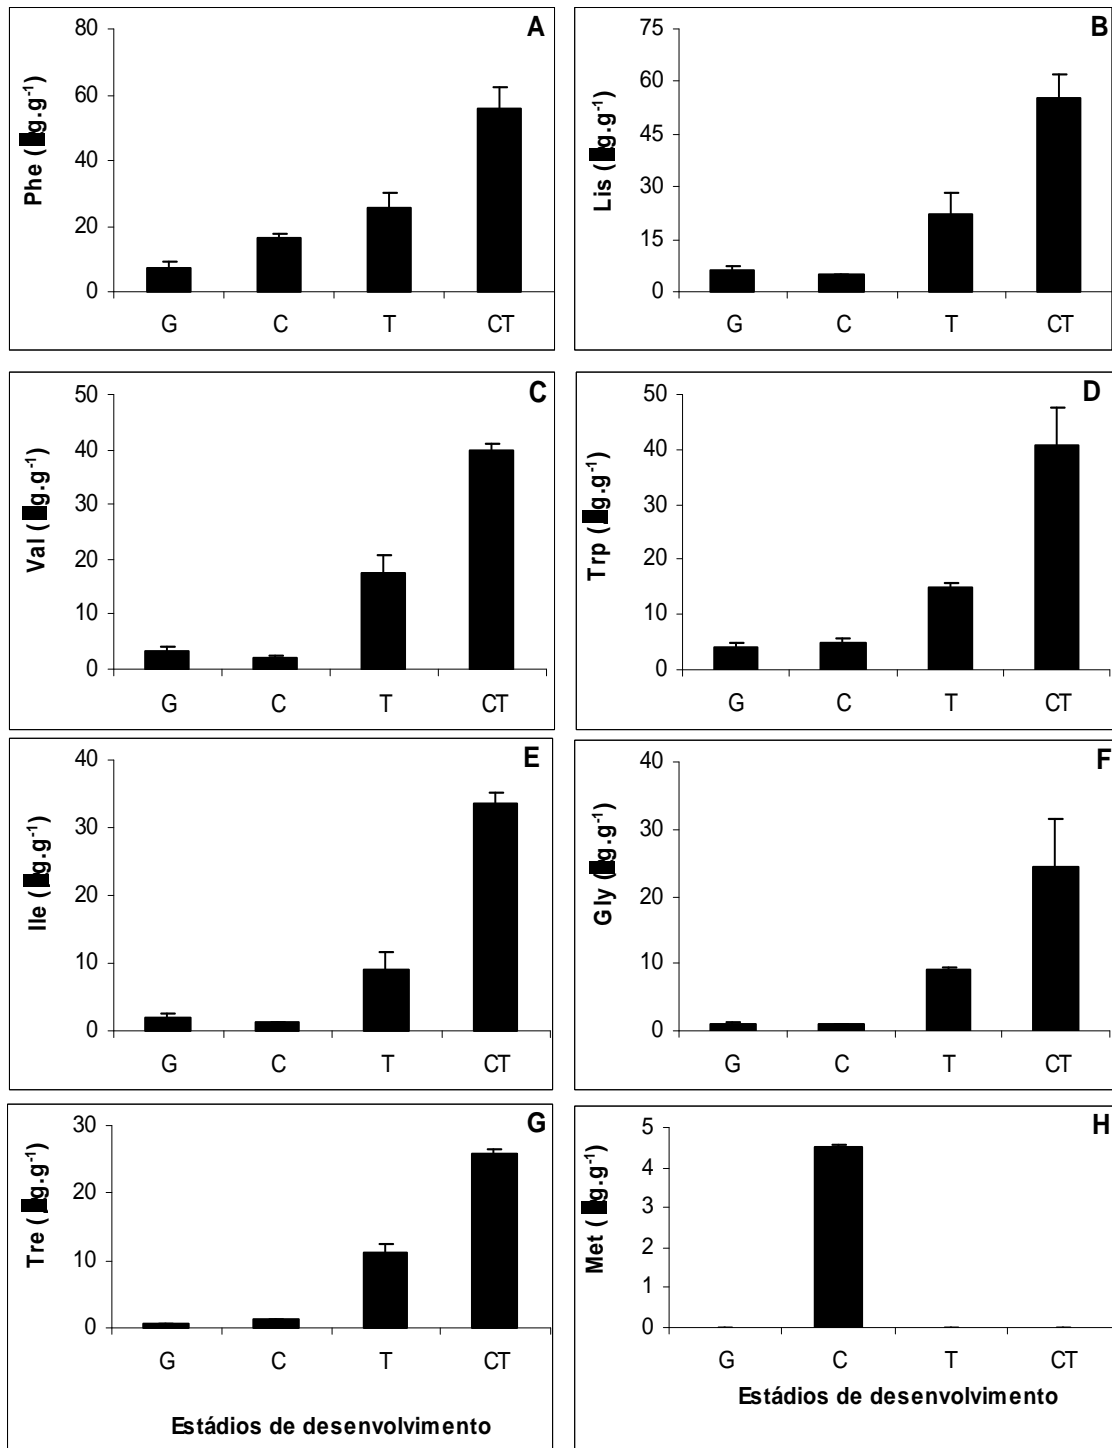 A
Phe ( g.g-1)
80
60
40
20
0
G C T CT
B
Lis ( g.g-1)
75
60
45
30
15
0
G C T CT
C
Val ( g.g-1)
50
40
30
20
10
0
G C T CT
D
Trp ( g.g-1)
50
40
30
20
10
0
G C T CT
E
Ile ( g.g-1)
40
30
20
10
0
G C T CT
F
Gly ( g.g-1)
40
30
20
10
0
G C T CT
G
Tre ( g.g-1)
30
20
10
0
G C T CT
Estádios de desenvolvimento
H
Met ( g.g-1)
5
4
3
2
1
0
G C T CT
Estádios de desenvolvimento